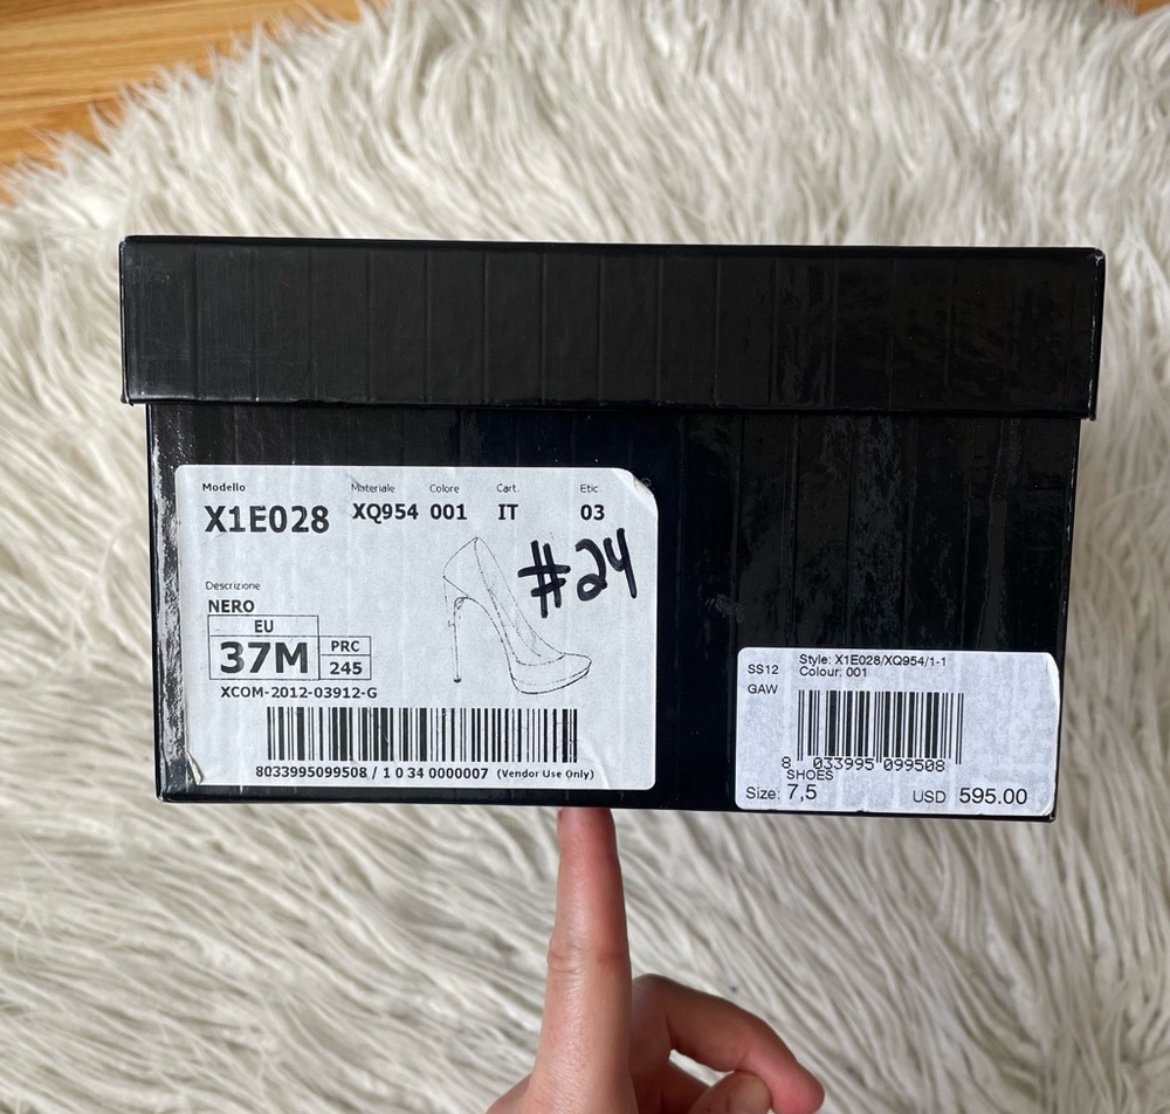 Modello Materiale Colore Cart. Etic
X1E028 XQ954 001 IT 03
#24
Descrizione
NERO
EU
37M PRC
245
XCOM-2012-03912-G
8033995099508 / 1 0 34 0000007 (Vendor Use Only)
SS12 Style: X1E028/XQ954/1-1
Colour: 001
GAW
8 033995 099508
SHOES
Size: 7,5 USD 595.00